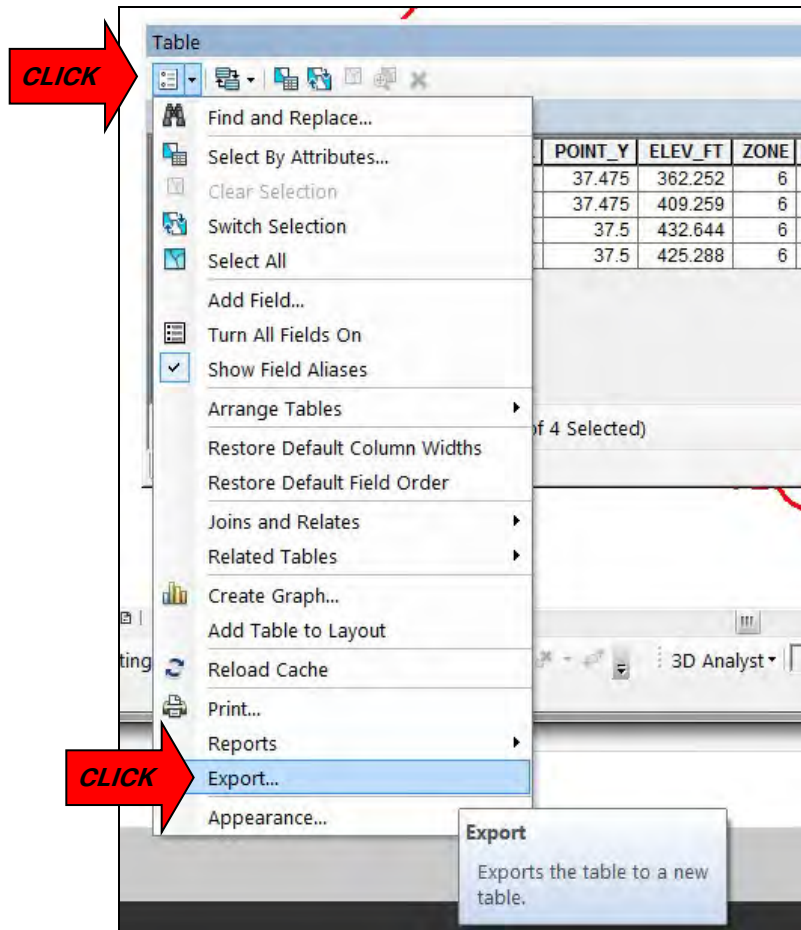 Table
CLICK
Find and Replace...
Select By Attributes...
Clear Selection
Switch Selection
Select All
Add Field...
Turn All Fields On
Show Field Aliases
Arrange Tables
Restore Default Column Widths
Restore Default Field Order
Joins and Relates
Related Tables
Create Graph...
Add Table to Layout
Reload Cache
Print...
Reports
CLICK
Export...
Appearance...
POINT_Y ELEV_FT ZONE
37.475 362.252 6
37.475 409.259 6
37.5 432.644 6
37.5 425.288 6
of 4 Selected)
ting
3D Analyst
Export
Exports the table to a new
table.